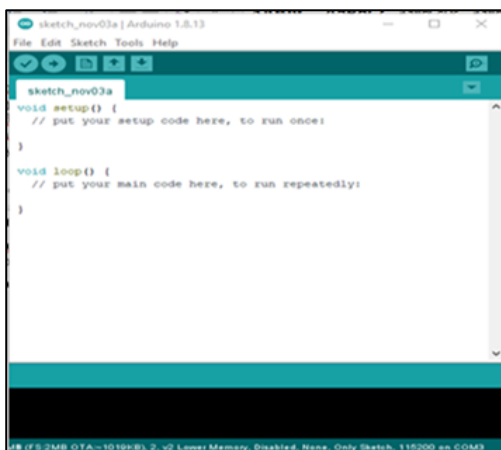 sketch_nov03a | Arduino 1.8.13
File Edit Sketch Tools Help
sketch_nov03a
void setup() {
// put your setup code here, to run once:
}
void loop() {
// put your main code here, to run repeatedly:
}
(FS:2MB OTA:~1019KB), 2, v2 Lower Memory, Disabled, None, Only Sketch, 115200 on COM3